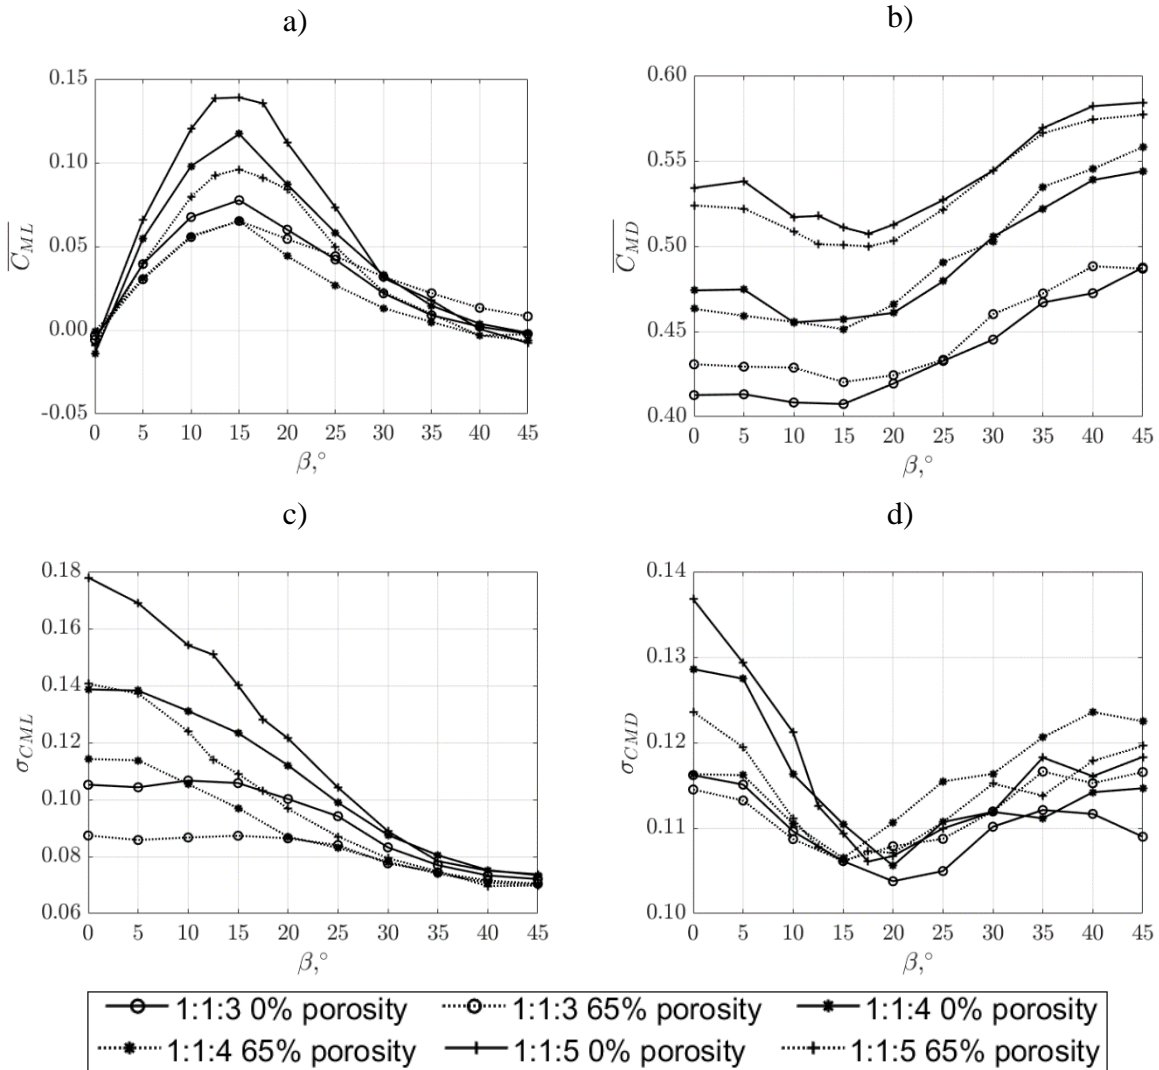 a)
0.15
0.10
0.05
0.00
-0.05
0 5 10 15 20 25 30 35 40 45
C_ML
β,°
b)
0.60
0.55
0.50
0.45
0.40
0 5 10 15 20 25 30 35 40 45
C_MD
β,°
c)
0.18
0.16
0.14
0.12
0.10
0.08
0.06
0 5 10 15 20 25 30 35 40 45
σ_CML
β,°
d)
0.14
0.13
0.12
0.11
0.10
0 5 10 15 20 25 30 35 40 45
σ_CMD
β,°
1:1:3 0% porosity 1:1:3 65% porosity 1:1:4 0% porosity
1:1:4 65% porosity 1:1:5 0% porosity 1:1:5 65% porosity